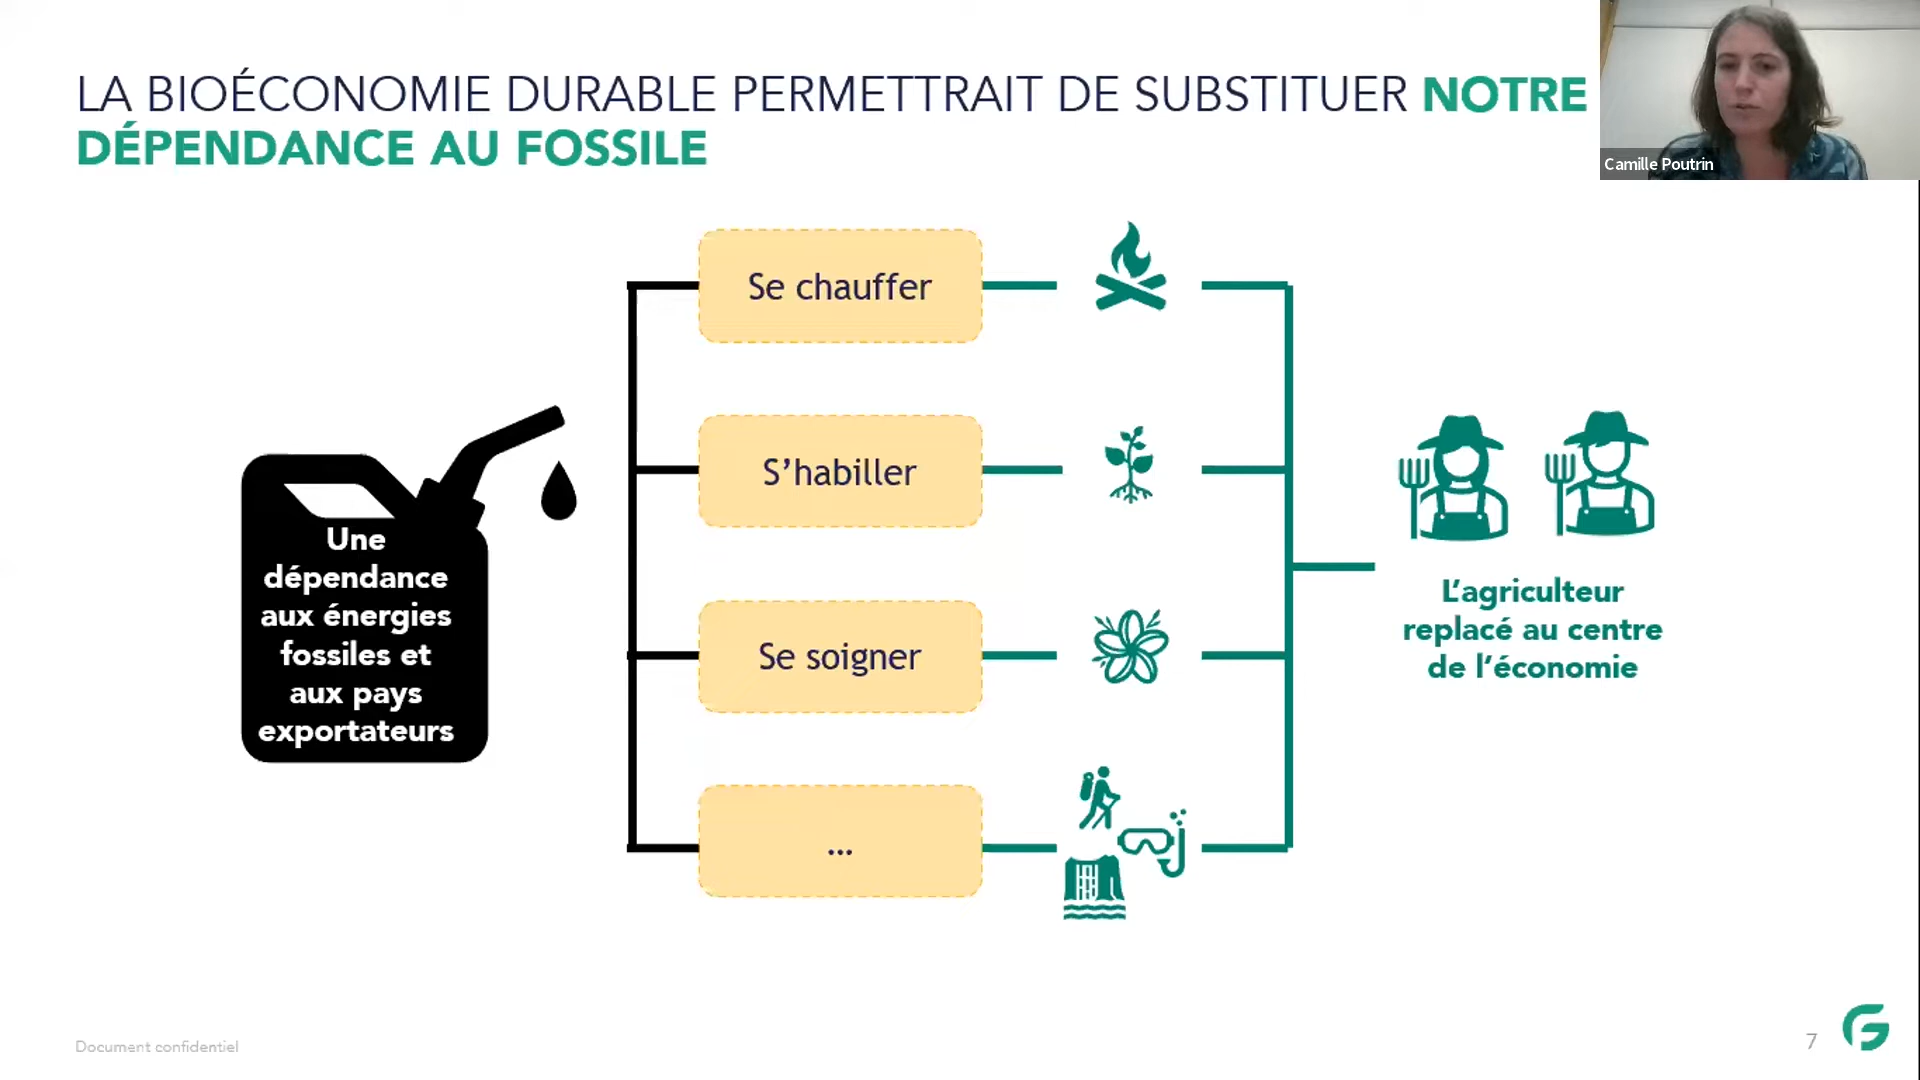 LA BIOÉCONOMIE DURABLE PERMETTRAIT DE SUBSTITUER NOTRE
DÉPENDANCE AU FOSSILE
Camille Poutrin
Une
dépendance
aux énergies
fossiles et
aux pays
exportateurs
Se chauffer
S’habiller
Se soigner
...
L’agriculteur
replacé au centre
de l’économie
Document confidentiel
7